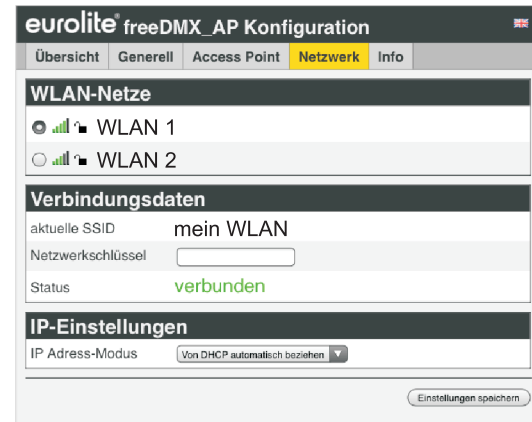 eurolite® freeDMX_AP Konfiguration
Übersicht Generell Access Point Netzwerk Info
WLAN-Netze
WLAN 1
WLAN 2
Verbindungsdaten
aktuelle SSID mein WLAN
Netzwerkschlüssel
Status verbunden
IP-Einstellungen
IP Adress-Modus Von DHCP automatisch beziehen
Einstellungen speichern